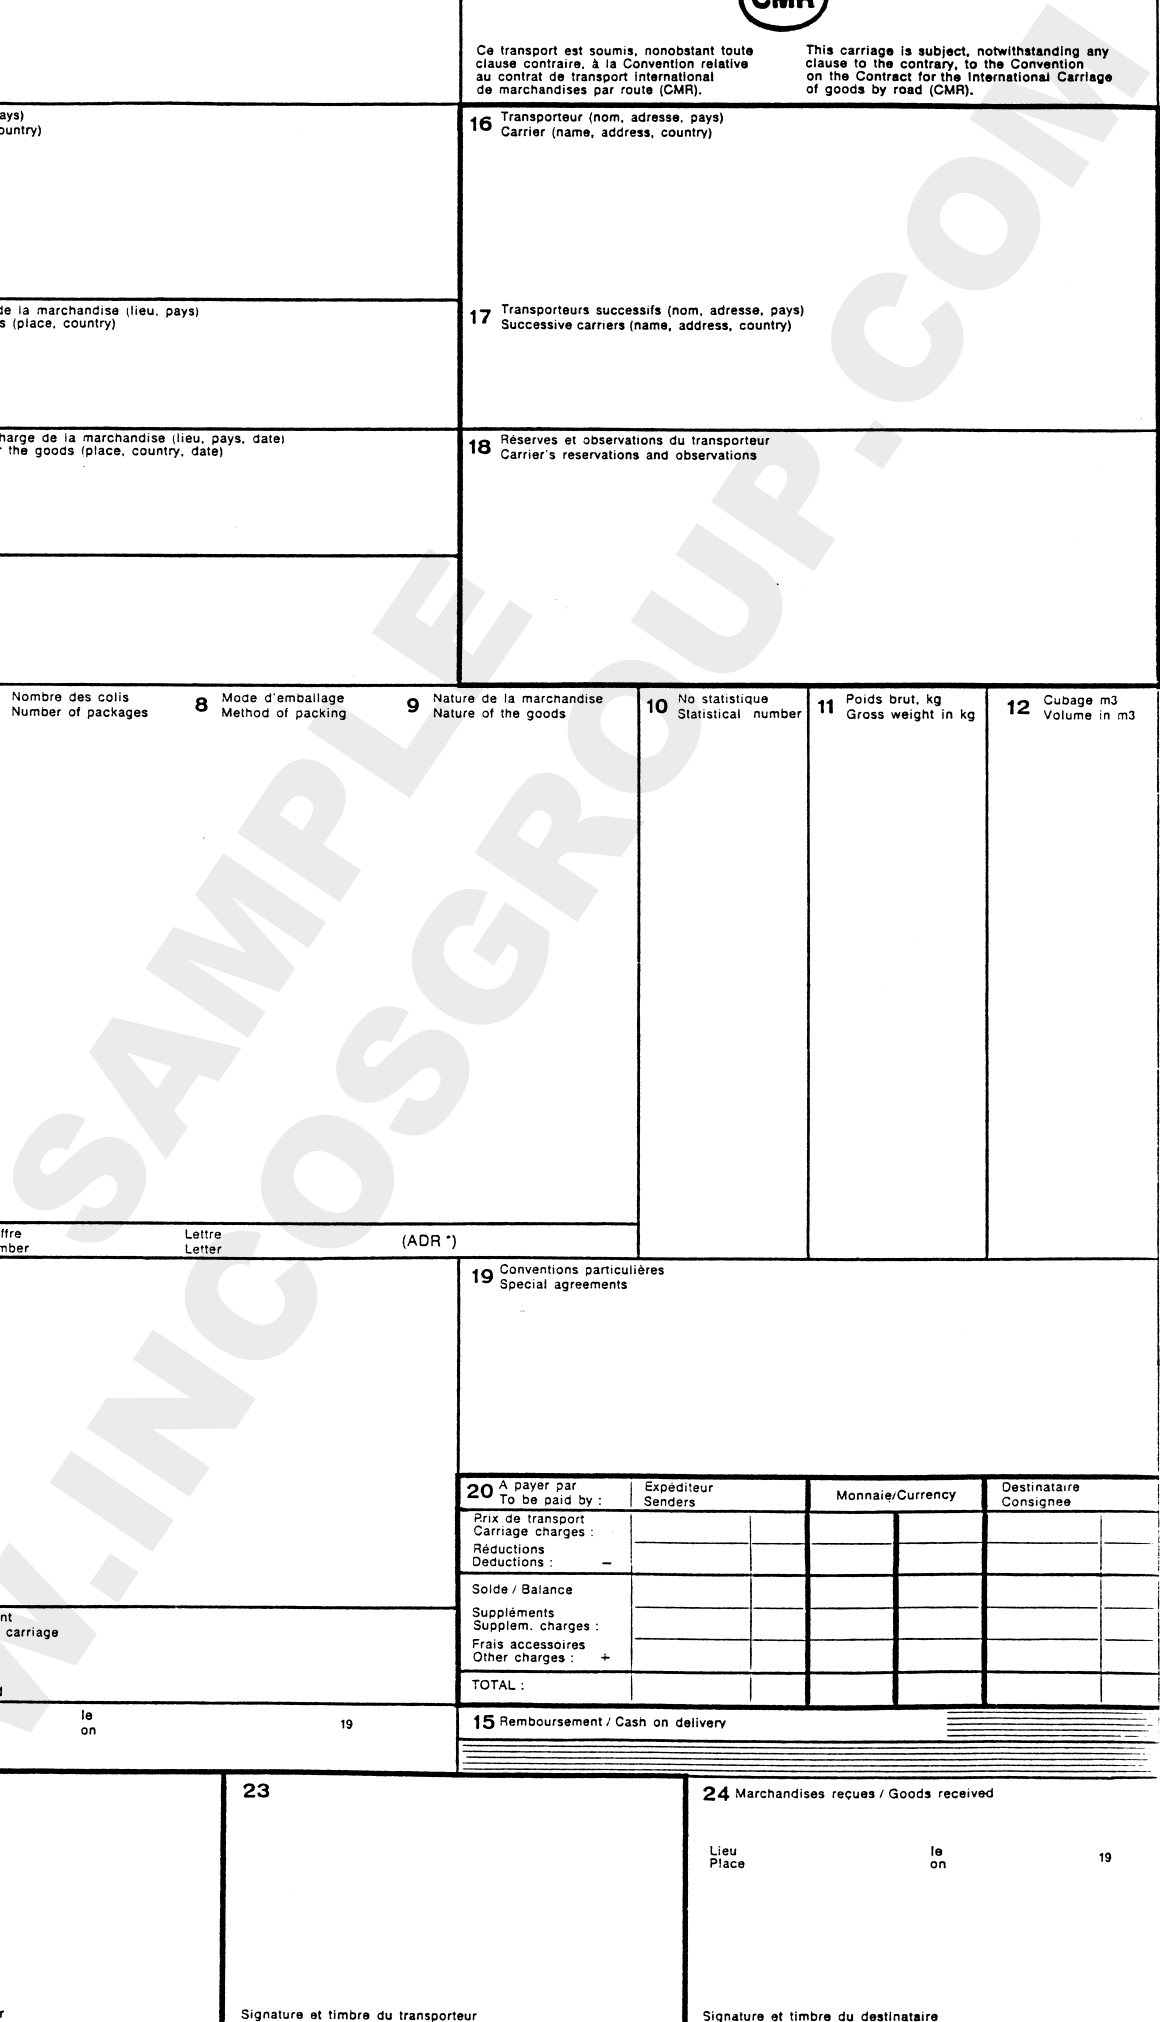 CMR
Ce transport est soumis, nonobstant toute
clause contraire, à la Convention relative
au contrat de transport international
de marchandises par route (CMR).
This carriage is subject, notwithstanding any
clause to the contrary, to the Convention
on the Contract for the International Carriage
of goods by road (CMR).
ays)
ountry)
16 Transporteur (nom, adresse, pays)
Carrier (name, address, country)
de la marchandise (lieu, pays)
s (place, country)
17 Transporteurs successifs (nom, adresse, pays)
Successive carriers (name, address, country)
harge de la marchandise (lieu, pays, date)
the goods (place, country, date)
18 Réserves et observations du transporteur
Carrier's reservations and observations
Nombre des colis
Number of packages
8 Mode d'emballage
Method of packing
9 Nature de la marchandise
Nature of the goods
10 No statistique
Statistical number
11 Poids brut, kg
Gross weight in kg
12 Cubage m3
Volume in m3
SAMPLE
W.INCOSGROUP.COM
ffre
mber
Lettre
Letter
(ADR *)
19 Conventions particulières
Special agreements
20 A payer par
To be paid by :
Expéditeur
Senders
Monnaie/Currency
Destinataire
Consignee
Prix de transport
Carriage charges :
Réductions
Deductions : −
Solde / Balance
Suppléments
Supplem. charges :
Frais accessoires
Other charges : +
TOTAL :
nt
carriage
le
on
19
15 Remboursement / Cash on delivery
23
24 Marchandises reçues / Goods received
Lieu
Place
le
on
19
r
Signature et timbre du transporteur
Signature et timbre du destinataire